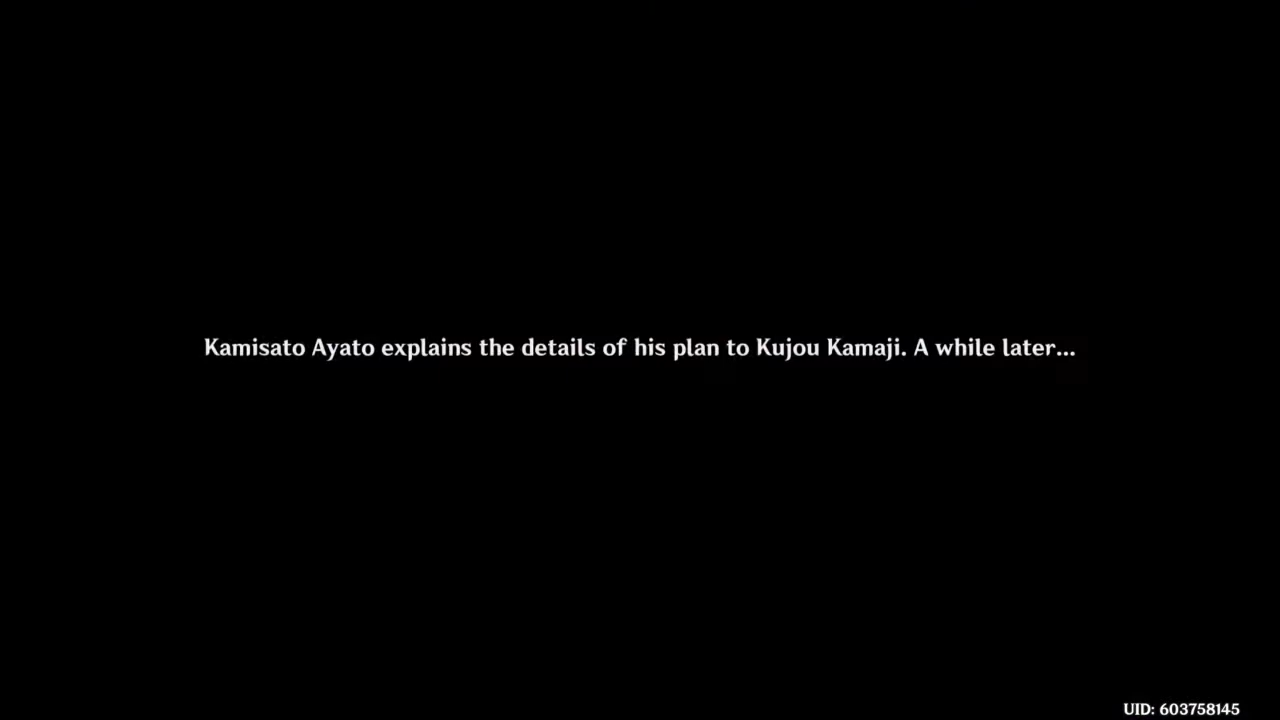 Kamisato Ayato explains the details of his plan to Kujou Kamaji. A while later...
UID: 603758145